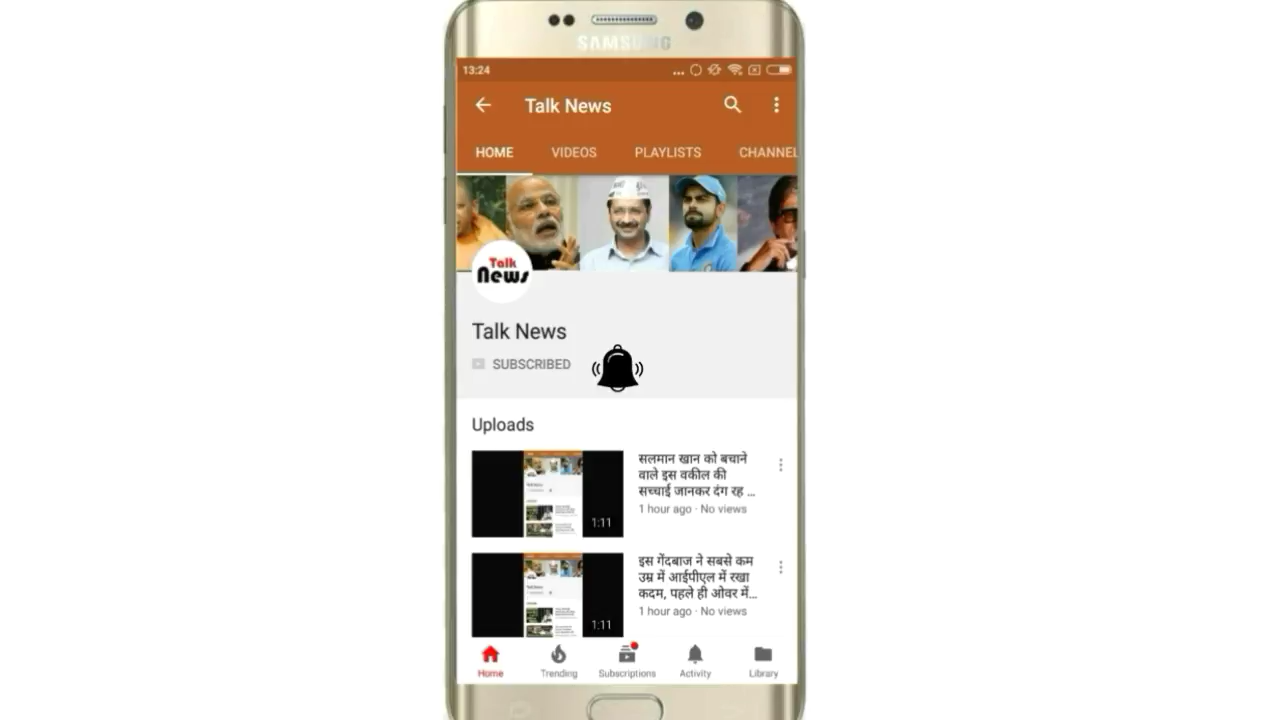 SAMSUNG
13:24
Talk News
HOME VIDEOS PLAYLISTS CHANNEL
Talk
News
Talk News
SUBSCRIBED
Uploads
सलमान खान को बचाने
वाले इस वकील की
सच्चाई जानकर दंग रह ...
1 hour ago · No views
1:11
इस गेंदबाज ने सबसे कम
उम्र में आईपीएल में रखा
कदम, पहले ही ओवर में...
1 hour ago · No views
1:11
Home Trending Subscriptions Activity Library